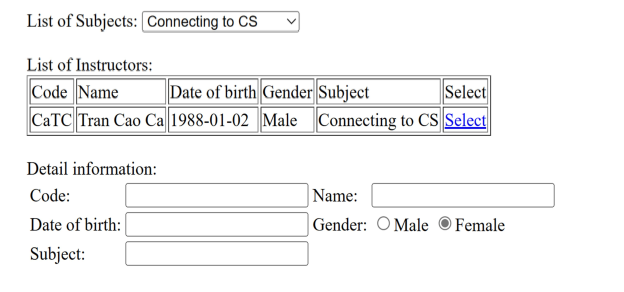 List of Subjects: Connecting to CS
List of Instructors:
Code Name Date of birth Gender Subject Select
CaTC Tran Cao Ca 1988-01-02 Male Connecting to CS Select
Detail information:
Code: Name:
Date of birth: Gender: Male Female
Subject: